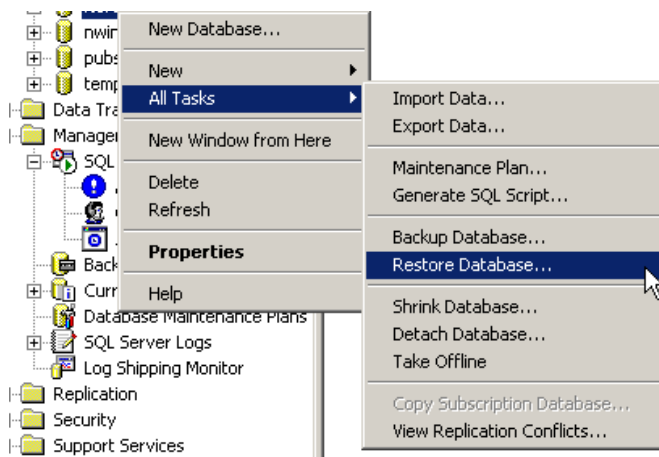 nwin
pubs
temp
Data Tra
Manager
SQL
Back
Curr
Database Maintenance Plans
SQL Server Logs
Log Shipping Monitor
Replication
Security
Support Services
New Database...
New
All Tasks
New Window from Here
Delete
Refresh
Properties
Help
Import Data...
Export Data...
Maintenance Plan...
Generate SQL Script...
Backup Database...
Restore Database...
Shrink Database...
Detach Database...
Take Offline
Copy Subscription Database...
View Replication Conflicts...